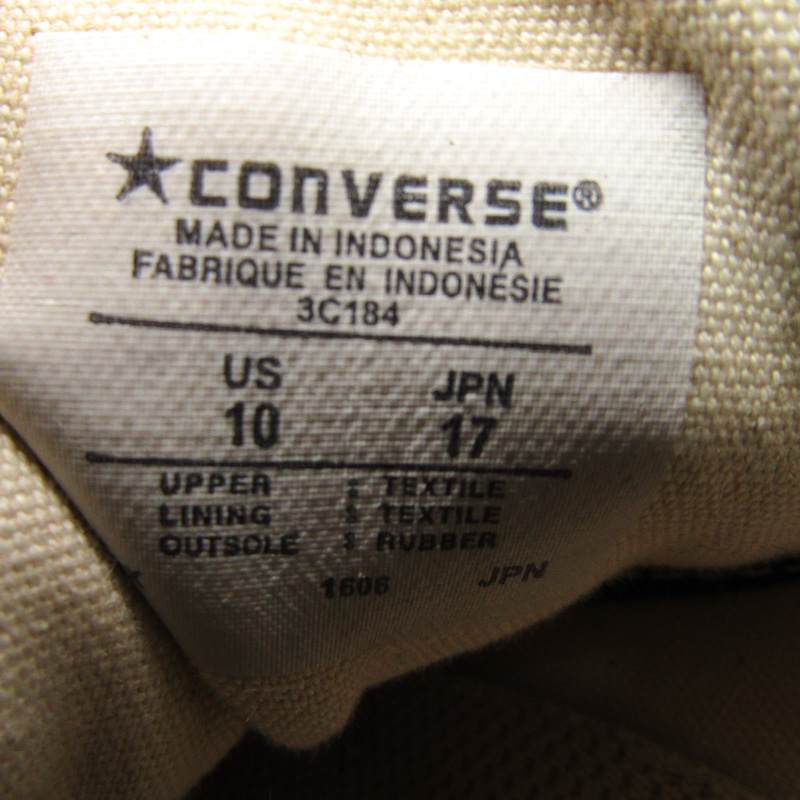 ★CONVERSE®
MADE IN INDONESIA
FABRIQUE EN INDONÉSIE
3C184
US JPN
10 17
UPPER : TEXTILE
LINING : TEXTILE
OUTSOLE : RUBBER
1606 JPN